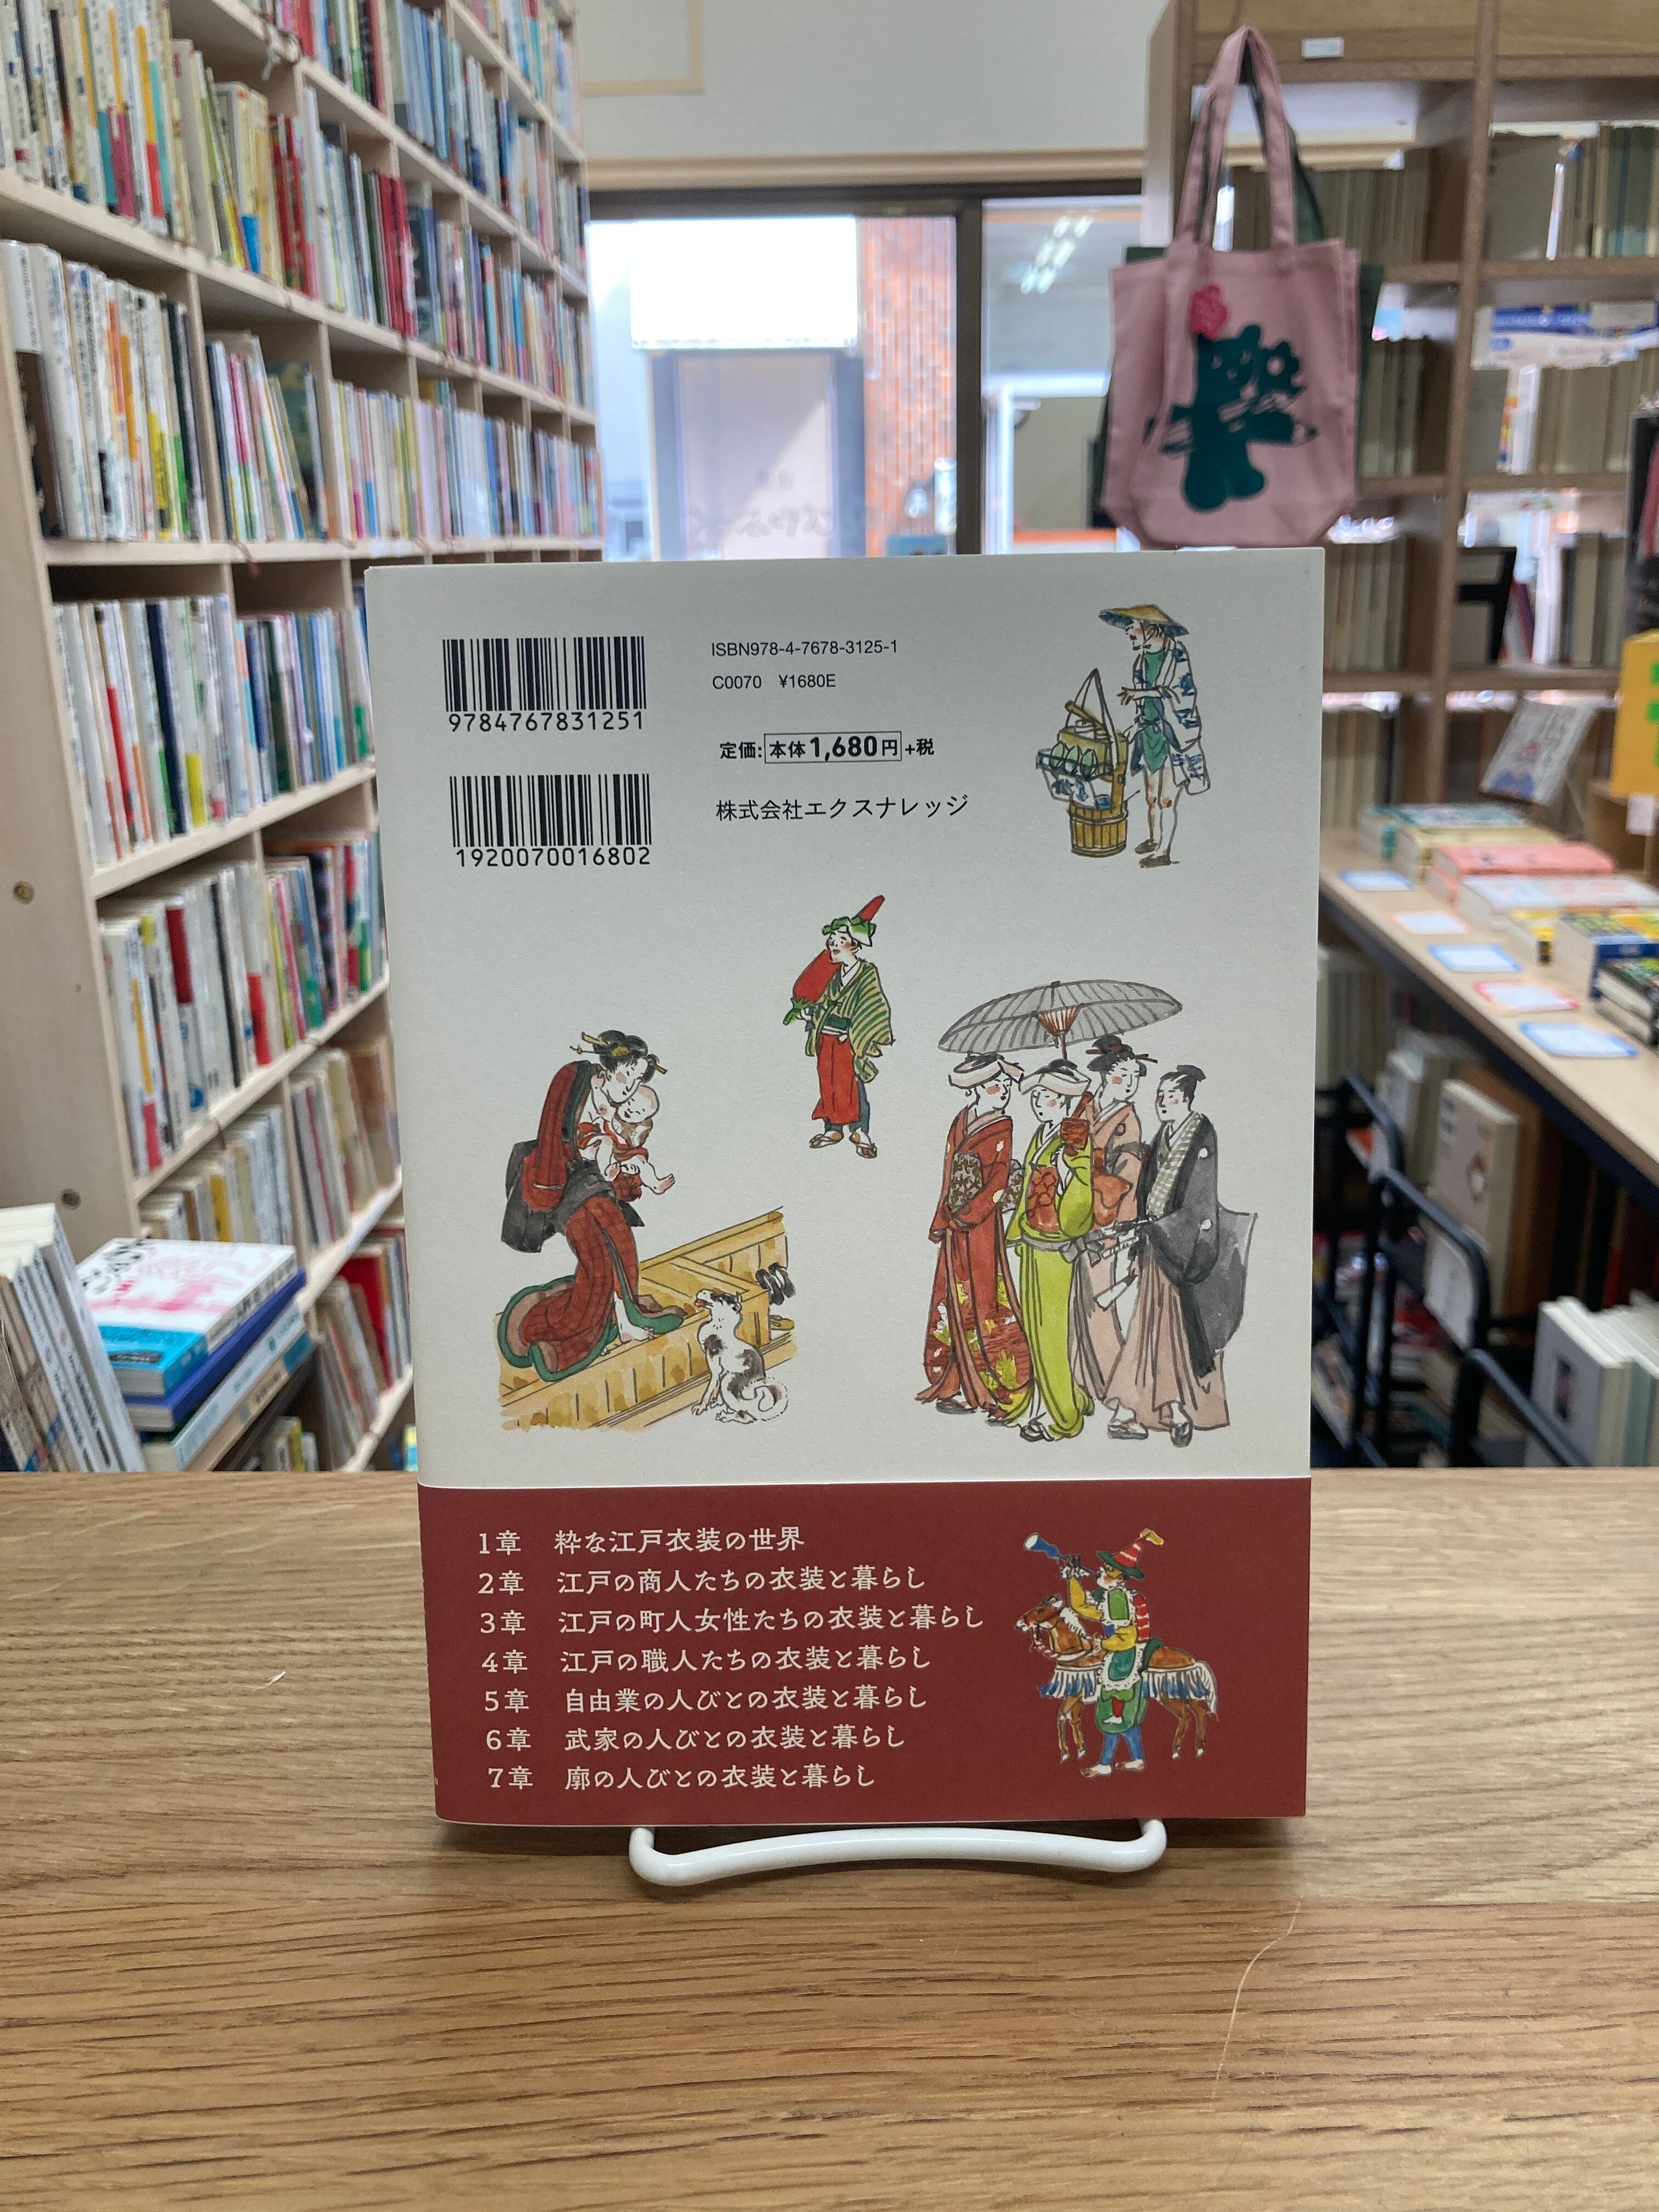 9784767831251
ISBN978-4-7678-3125-1
C0070 ¥1680E
定価:本体1,680円+税
1920070016802
株式会社エクスナレッジ
1章 粋な江戸衣装の世界
2章 江戸の商人たちの衣装と暮らし
3章 江戸の町人女性たちの衣装と暮らし
4章 江戸の職人たちの衣装と暮らし
5章 自由業の人びとの衣装と暮らし
6章 武家の人びとの衣装と暮らし
7章 廓の人びとの衣装と暮らし